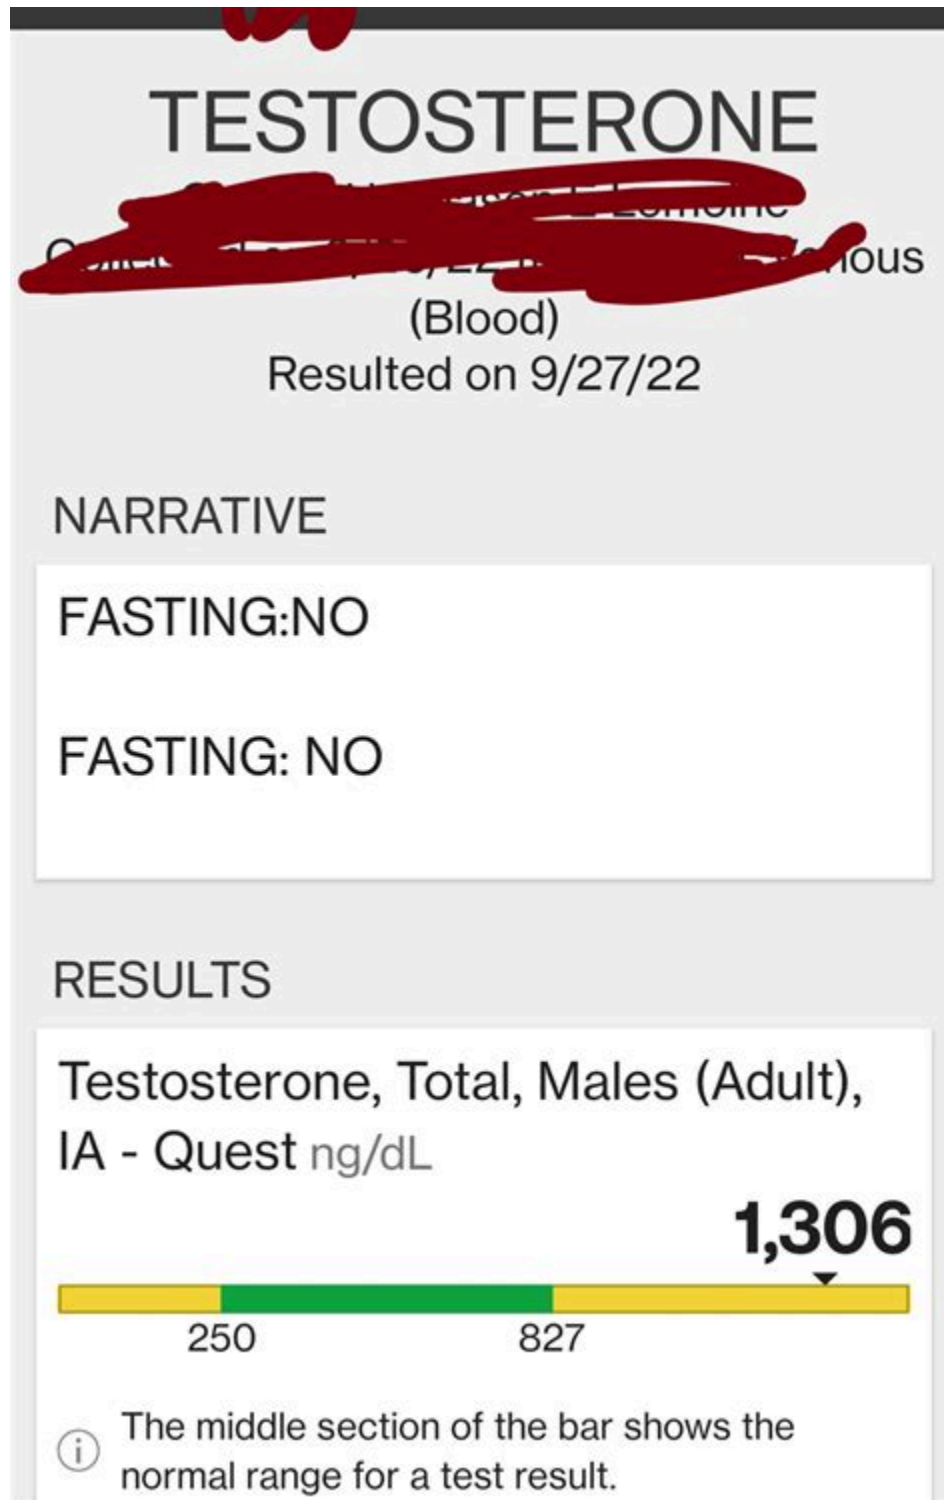 TESTOSTERONE
ous
(Blood)
Resulted on 9/27/22
NARRATIVE
FASTING:NO
FASTING: NO
RESULTS
Testosterone, Total, Males (Adult),
IA - Quest ng/dL
1,306
250 827
The middle section of the bar shows the
normal range for a test result.